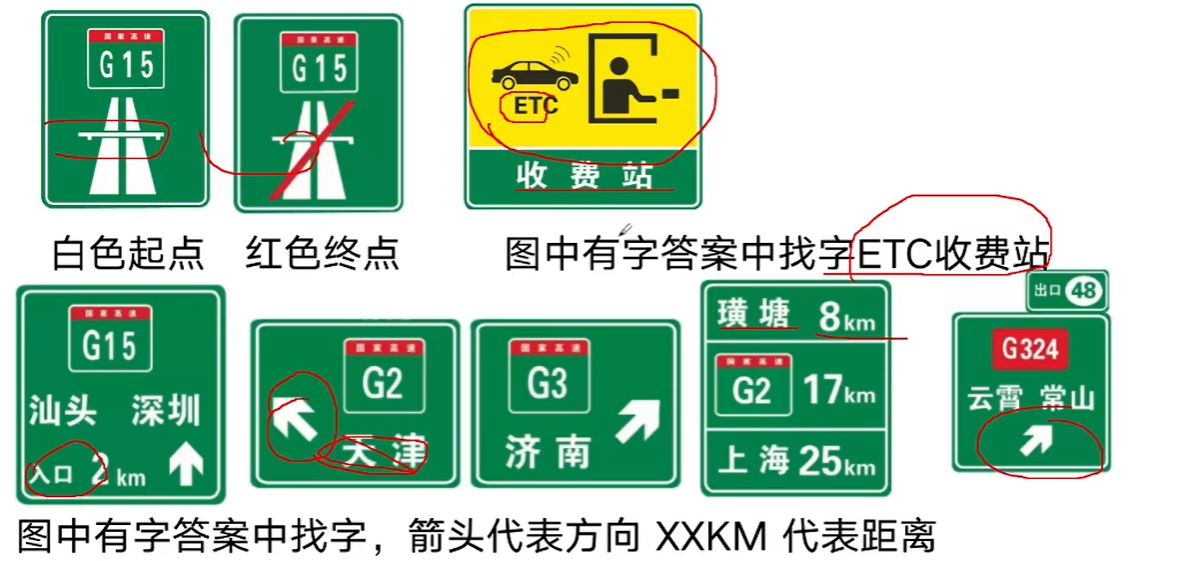 国家高速
G15
国家高速
G15
ETC
收费站
白色起点
红色终点
图中有字答案中找字ETC收费站
国家高速
G15
汕头 深圳
入口 2 km
国家高速
G2
天津
国家高速
G3
济南
璜塘 8km
国家高速
G2 17km
上海 25km
出口 48
G324
云霄 常山
图中有字答案中找字，箭头代表方向 XXKM 代表距离